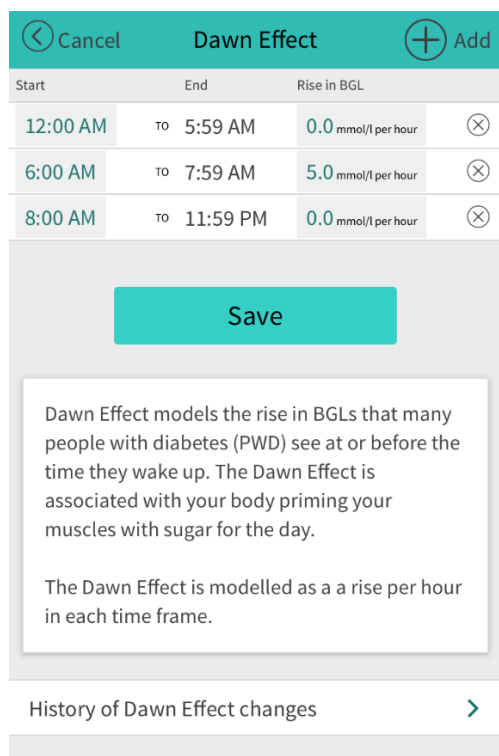 Cancel Dawn Effect Add
Start End Rise in BGL
12:00 AM TO 5:59 AM 0.0 mmol/l per hour
6:00 AM TO 7:59 AM 5.0 mmol/l per hour
8:00 AM TO 11:59 PM 0.0 mmol/l per hour
Save
Dawn Effect models the rise in BGLs that many
people with diabetes (PWD) see at or before the
time they wake up. The Dawn Effect is
associated with your body priming your
muscles with sugar for the day.
The Dawn Effect is modelled as a a rise per hour
in each time frame.
History of Dawn Effect changes